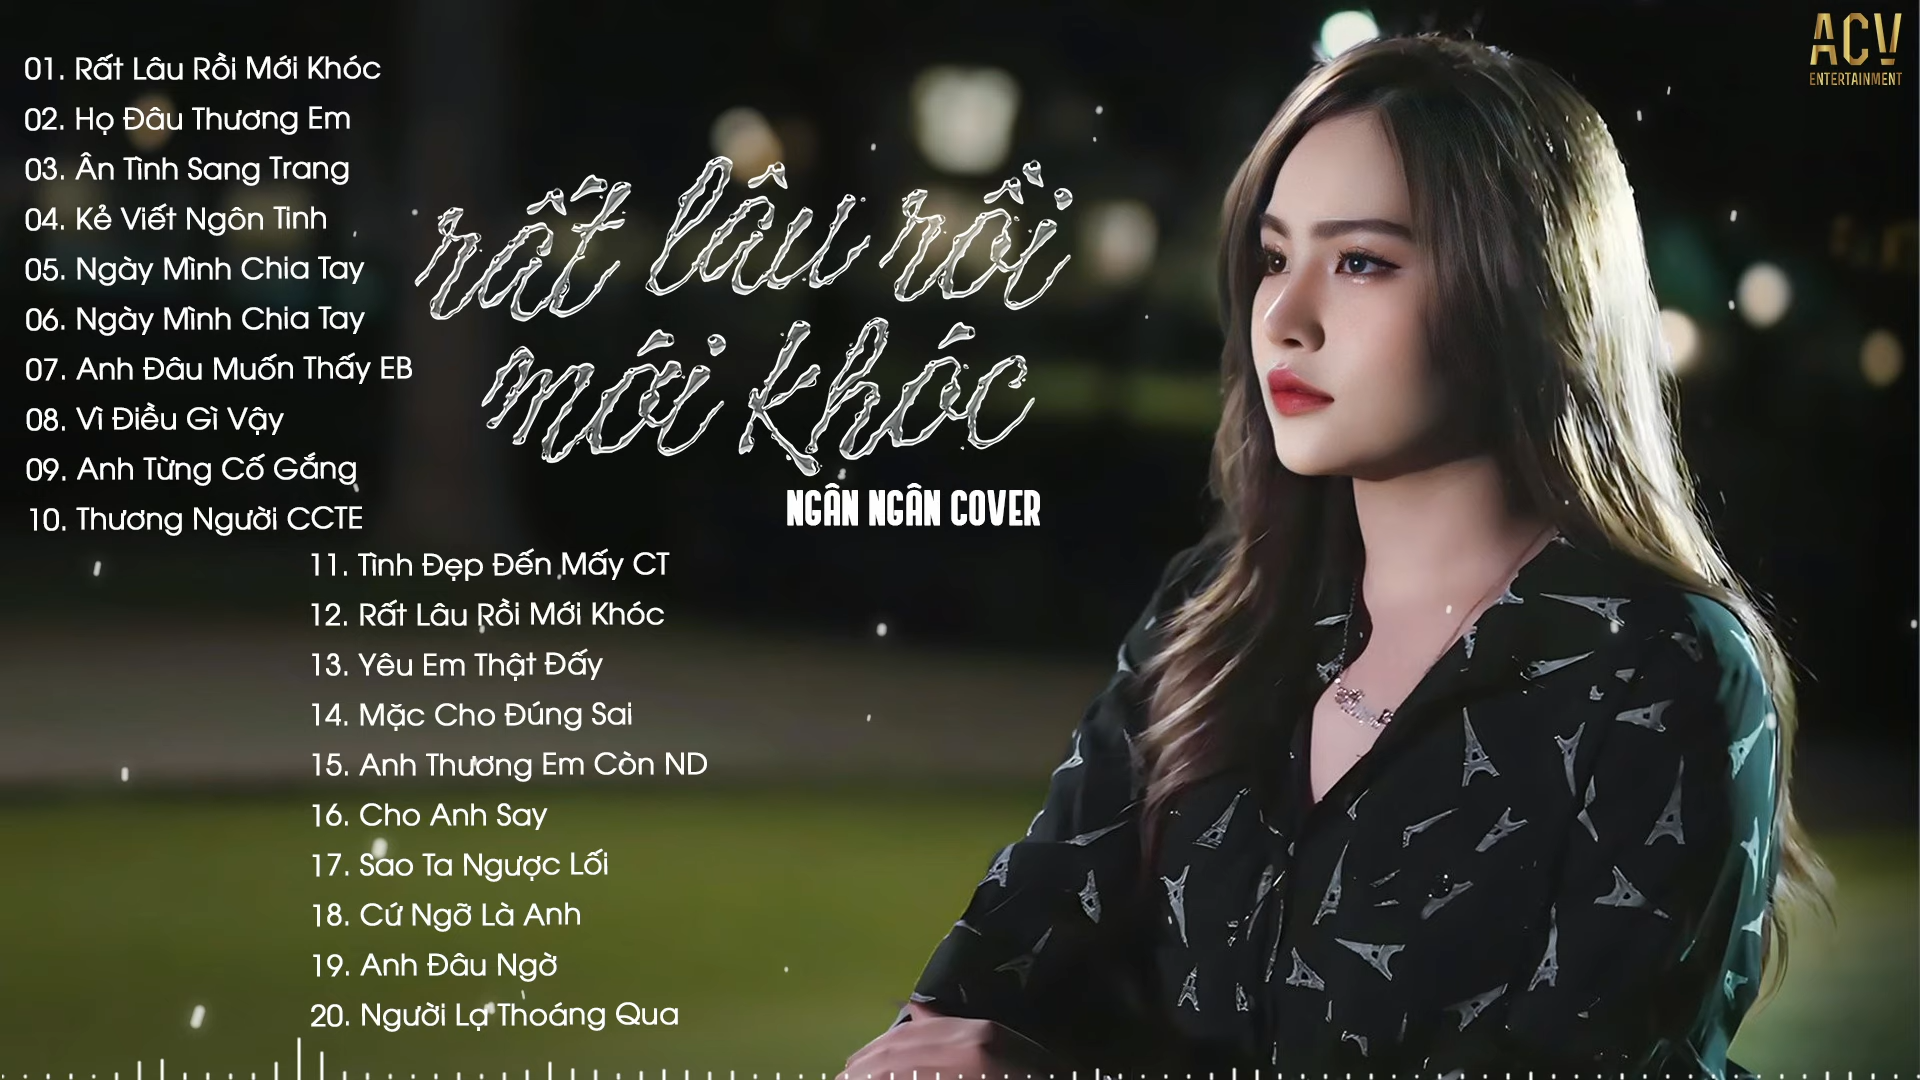 ACV
ENTERTAINMENT
01. Rất Lâu Rồi Mới Khóc
02. Họ Đâu Thương Em
03. Ân Tình Sang Trang
04. Kẻ Viết Ngôn Tinh
05. Ngày Mình Chia Tay
06. Ngày Mình Chia Tay
07. Anh Đâu Muốn Thấy EB
08. Vì Điều Gì Vậy
09. Anh Từng Cố Gắng
10. Thương Người CCTE
rất lâu rồi
mới khóc
NGÂN NGÂN COVER
11. Tình Đẹp Đến Mấy CT
12. Rất Lâu Rồi Mới Khóc
13. Yêu Em Thật Đấy
14. Mặc Cho Đúng Sai
15. Anh Thương Em Còn ND
16. Cho Anh Say
17. Sao Ta Ngược Lối
18. Cứ Ngỡ Là Anh
19. Anh Đâu Ngờ
20. Người Lạ Thoáng Qua